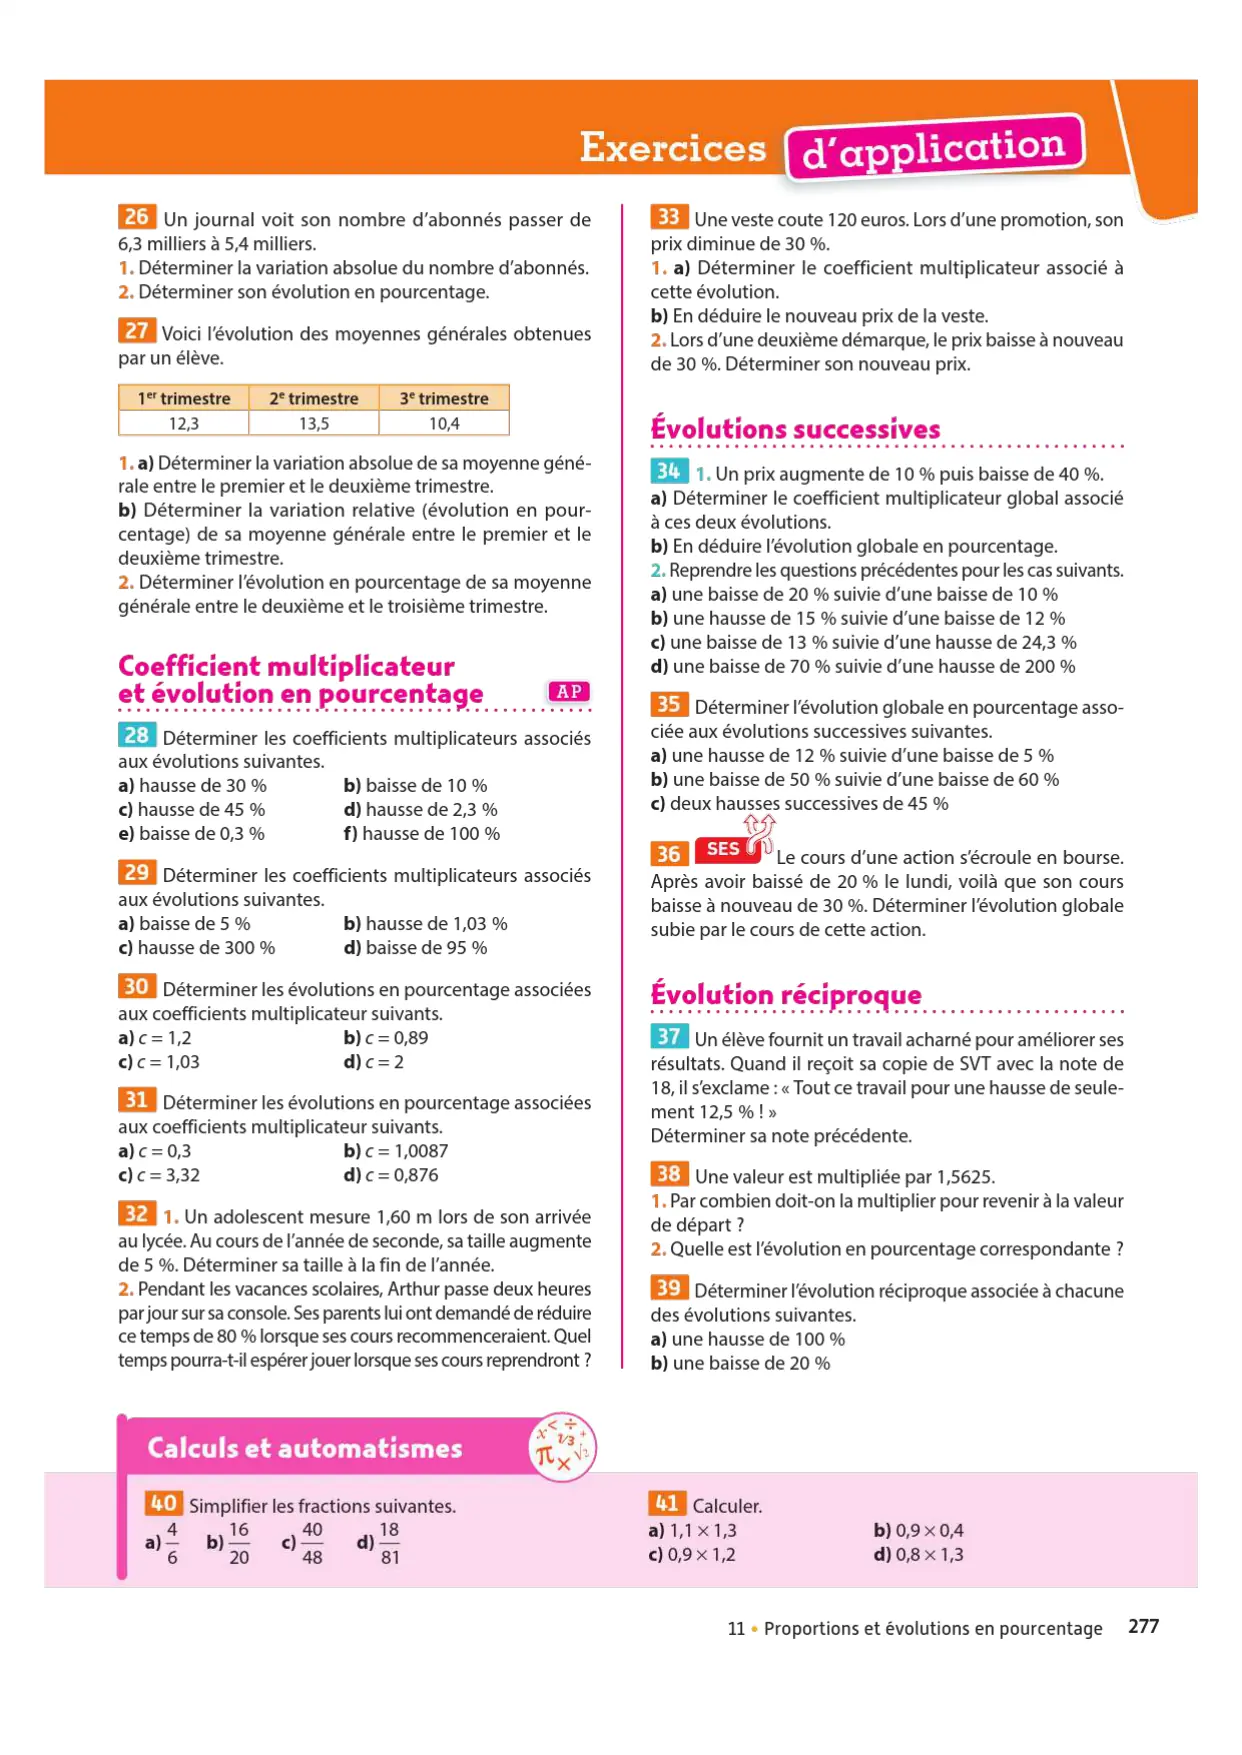 Exercices d’application
26 Un journal voit son nombre d’abonnés passer de
6,3 milliers à 5,4 milliers.
1. Déterminer la variation absolue du nombre d’abonnés.
2. Déterminer son évolution en pourcentage.
27 Voici l’évolution des moyennes générales obtenues
par un élève.
1er trimestre 2e trimestre 3e trimestre
12,3 13,5 10,4
1. a) Déterminer la variation absolue de sa moyenne géné-
rale entre le premier et le deuxième trimestre.
b) Déterminer la variation relative (évolution en pour-
centage) de sa moyenne générale entre le premier et le
deuxième trimestre.
2. Déterminer l’évolution en pourcentage de sa moyenne
générale entre le deuxième et le troisième trimestre.
Coefficient multiplicateur
et évolution en pourcentage AP
28 Déterminer les coefficients multiplicateurs associés
aux évolutions suivantes.
a) hausse de 30 % b) baisse de 10 %
c) hausse de 45 % d) hausse de 2,3 %
e) baisse de 0,3 % f) hausse de 100 %
29 Déterminer les coefficients multiplicateurs associés
aux évolutions suivantes.
a) baisse de 5 % b) hausse de 1,03 %
c) hausse de 300 % d) baisse de 95 %
30 Déterminer les évolutions en pourcentage associées
aux coefficients multiplicateur suivants.
a) c = 1,2 b) c = 0,89
c) c = 1,03 d) c = 2
31 Déterminer les évolutions en pourcentage associées
aux coefficients multiplicateur suivants.
a) c = 0,3 b) c = 1,0087
c) c = 3,32 d) c = 0,876
32 1. Un adolescent mesure 1,60 m lors de son arrivée
au lycée. Au cours de l’année de seconde, sa taille augmente
de 5 %. Déterminer sa taille à la fin de l’année.
2. Pendant les vacances scolaires, Arthur passe deux heures
par jour sur sa console. Ses parents lui ont demandé de réduire
ce temps de 80 % lorsque ses cours recommenceraient. Quel
temps pourra-t-il espérer jouer lorsque ses cours reprendront ?
33 Une veste coute 120 euros. Lors d’une promotion, son
prix diminue de 30 %.
1. a) Déterminer le coefficient multiplicateur associé à
cette évolution.
b) En déduire le nouveau prix de la veste.
2. Lors d’une deuxième démarque, le prix baisse à nouveau
de 30 %. Déterminer son nouveau prix.
Évolutions successives
34 1. Un prix augmente de 10 % puis baisse de 40 %.
a) Déterminer le coefficient multiplicateur global associé
à ces deux évolutions.
b) En déduire l’évolution globale en pourcentage.
2. Reprendre les questions précédentes pour les cas suivants.
a) une baisse de 20 % suivie d’une baisse de 10 %
b) une hausse de 15 % suivie d’une baisse de 12 %
c) une baisse de 13 % suivie d’une hausse de 24,3 %
d) une baisse de 70 % suivie d’une hausse de 200 %
35 Déterminer l’évolution globale en pourcentage asso-
ciée aux évolutions successives suivantes.
a) une hausse de 12 % suivie d’une baisse de 5 %
b) une baisse de 50 % suivie d’une baisse de 60 %
c) deux hausses successives de 45 %
36 SES Le cours d’une action s’écroule en bourse.
Après avoir baissé de 20 % le lundi, voilà que son cours
baisse à nouveau de 30 %. Déterminer l’évolution globale
subie par le cours de cette action.
Évolution réciproque
37 Un élève fournit un travail acharné pour améliorer ses
résultats. Quand il reçoit sa copie de SVT avec la note de
18, il s’exclame : « Tout ce travail pour une hausse de seule-
ment 12,5 % ! »
Déterminer sa note précédente.
38 Une valeur est multipliée par 1,5625.
1. Par combien doit-on la multiplier pour revenir à la valeur
de départ ?
2. Quelle est l’évolution en pourcentage correspondante ?
39 Déterminer l’évolution réciproque associée à chacune
des évolutions suivantes.
a) une hausse de 100 %
b) une baisse de 20 %
Calculs et automatismes
x < ÷ 1/3 + π × √2
40 Simplifier les fractions suivantes.
a) 4/6 b) 16/20 c) 40/48 d) 18/81
41 Calculer.
a) 1,1 × 1,3 b) 0,9 × 0,4
c) 0,9 × 1,2 d) 0,8 × 1,3
11 • Proportions et évolutions en pourcentage 277